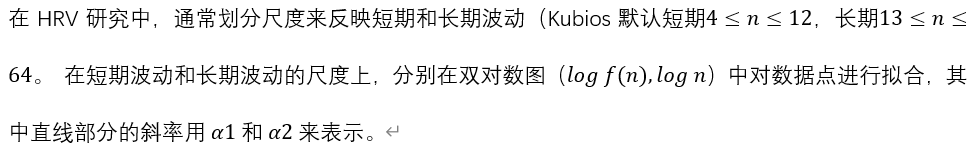 在 HRV 研究中，通常划分尺度来反映短期和长期波动（Kubios 默认短期4 ≤ n ≤ 12，长期13 ≤ n ≤
64。 在短期波动和长期波动的尺度上，分别在双对数图（log f(n), log n）中对数据点进行拟合，其
中直线部分的斜率用 α1 和 α2 来表示。↵